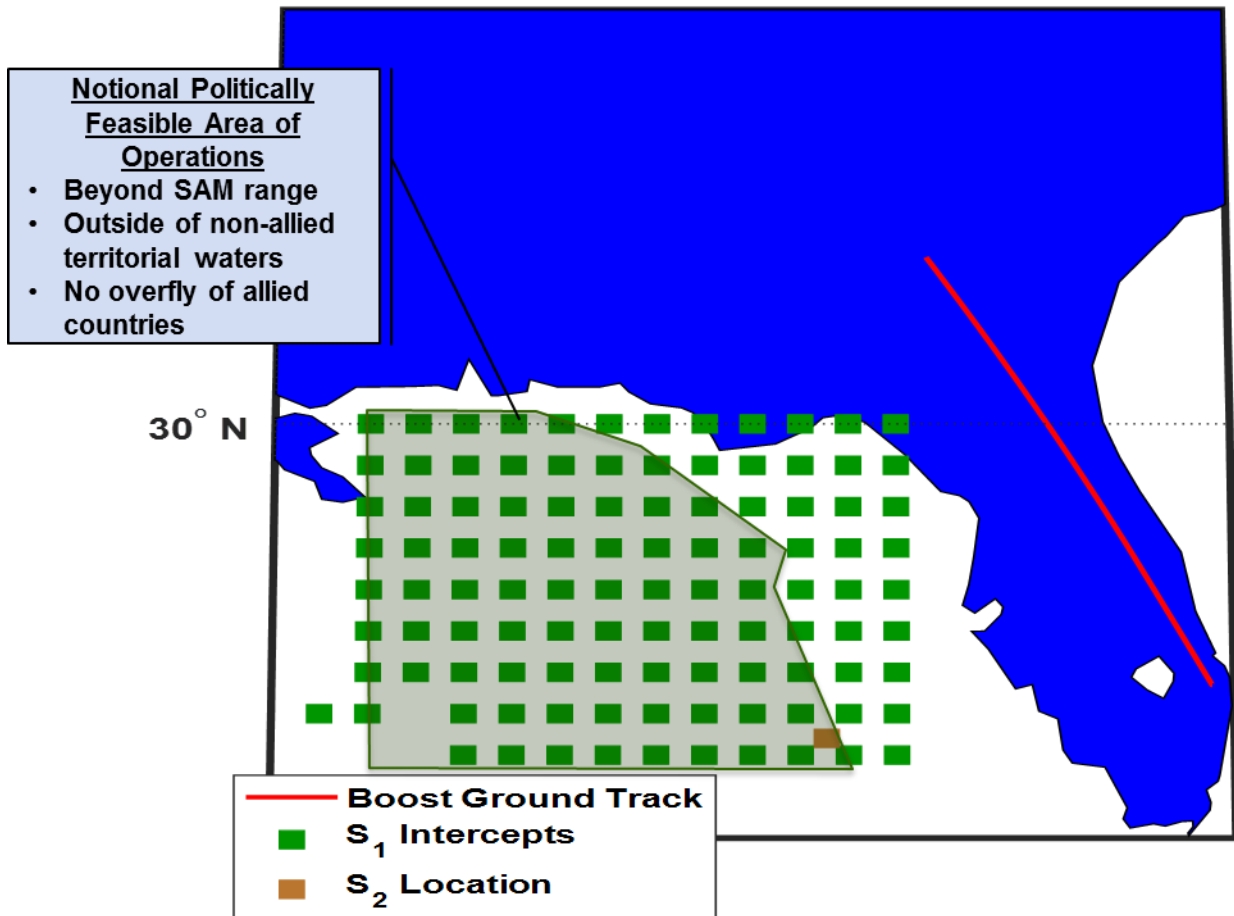 Notional Politically
Feasible Area of
Operations
• Beyond SAM range
• Outside of non-allied
territorial waters
• No overfly of allied
countries
30° N
Boost Ground Track
S₁ Intercepts
S₂ Location